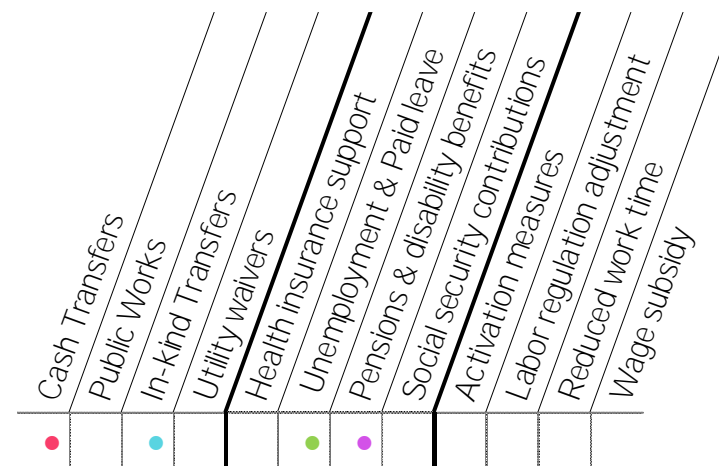 Cash Transfers
Public Works
In-kind Transfers
Utility waivers
Health insurance support
Unemployment & Paid leave
Pensions & disability benefits
Social security contributions
Activation measures
Labor regulation adjustment
Reduced work time
Wage subsidy